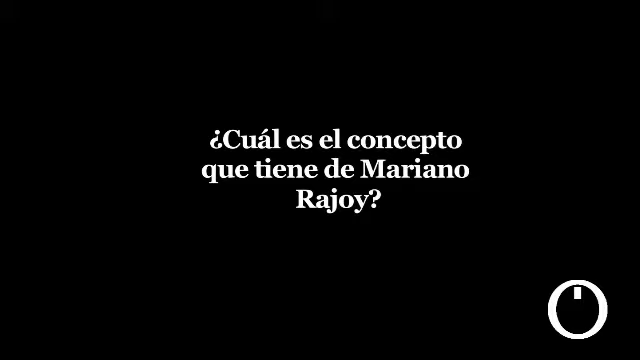 ¿Cuál es el concepto
que tiene de Mariano
Rajoy?